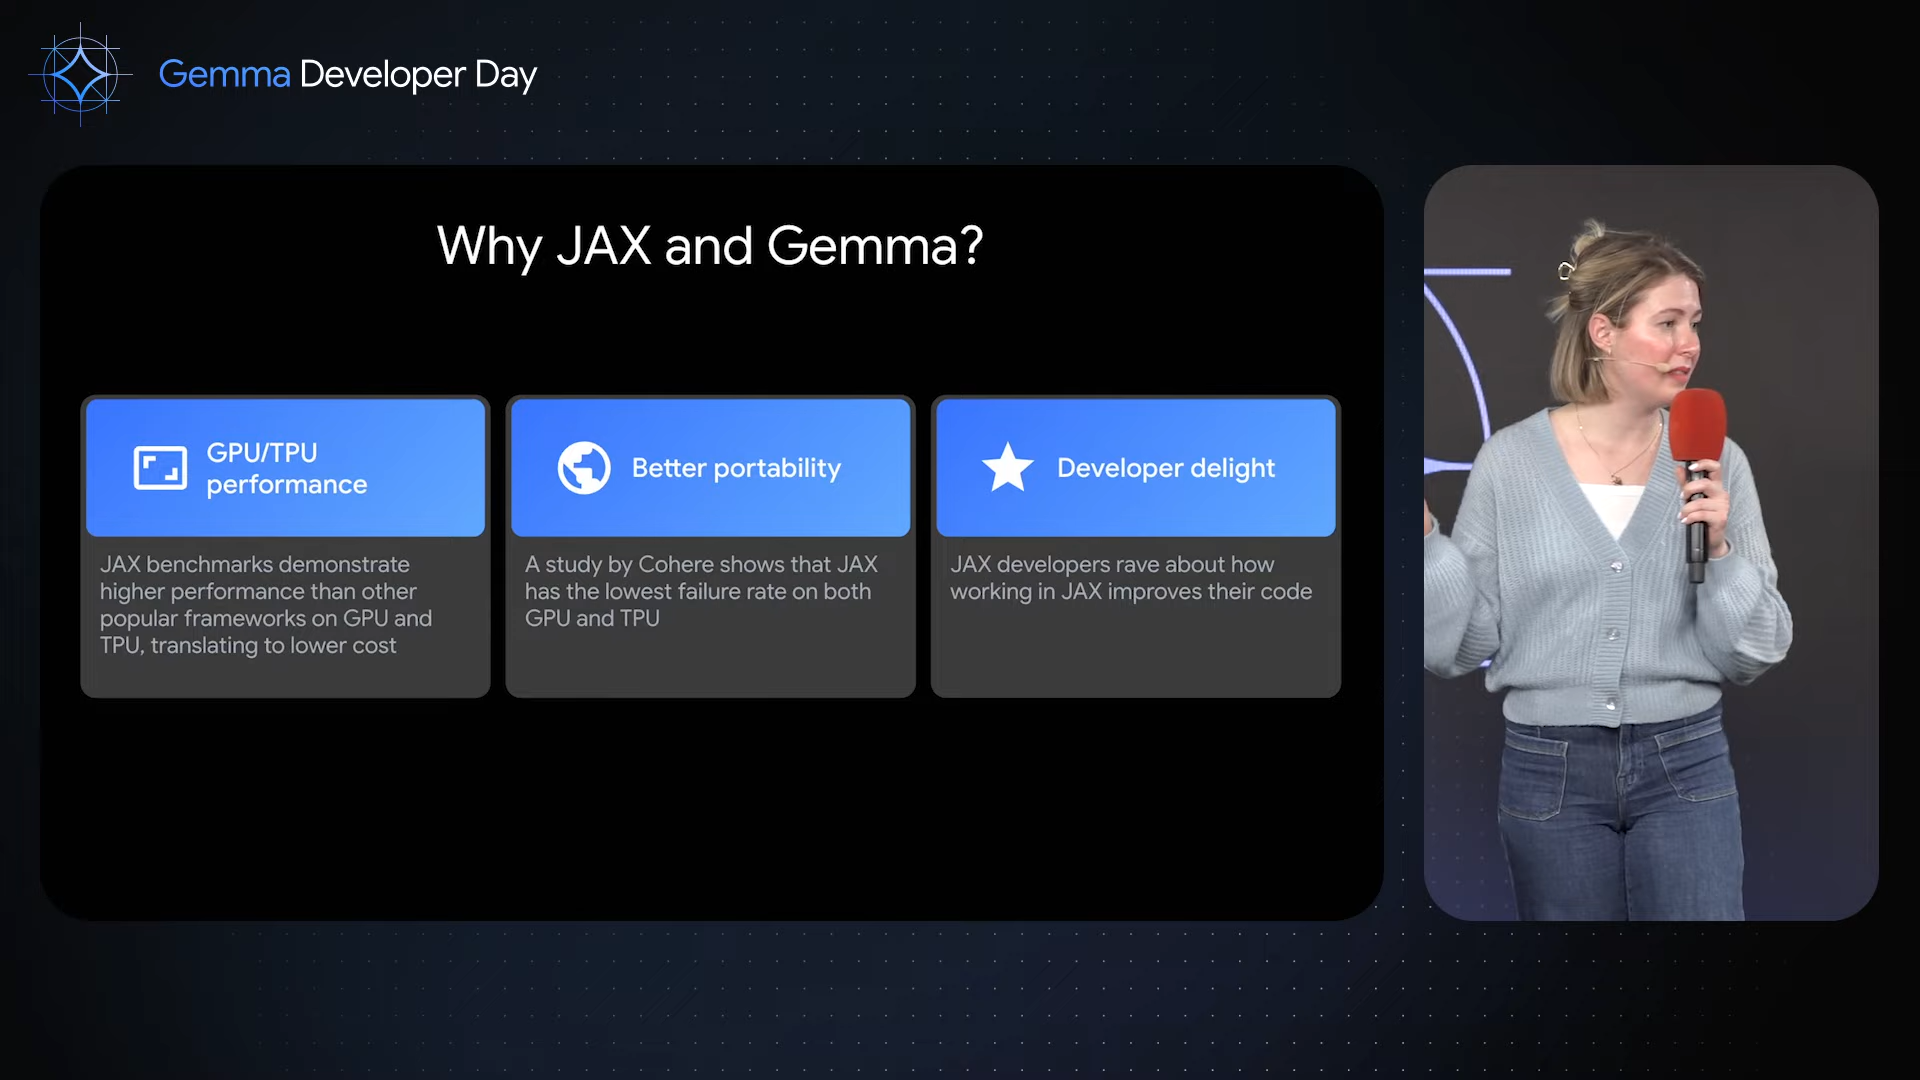 Gemma Developer Day
Why JAX and Gemma?
GPU/TPU
performance
JAX benchmarks demonstrate
higher performance than other
popular frameworks on GPU and
TPU, translating to lower cost
Better portability
A study by Cohere shows that JAX
has the lowest failure rate on both
GPU and TPU
Developer delight
JAX developers rave about how
working in JAX improves their code